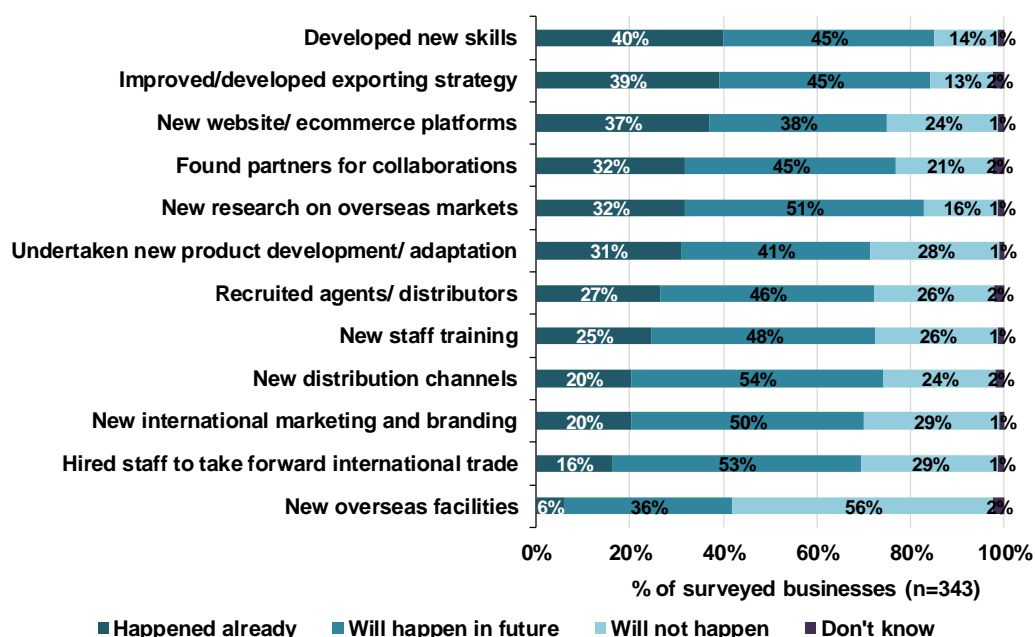 Developed new skills 40% 45% 14% 1%
Improved/developed exporting strategy 39% 45% 13% 2%
New website/ ecommerce platforms 37% 38% 24% 1%
Found partners for collaborations 32% 45% 21% 2%
New research on overseas markets 32% 51% 16% 1%
Undertaken new product development/ adaptation 31% 41% 28% 1%
Recruited agents/ distributors 27% 46% 26% 2%
New staff training 25% 48% 26% 1%
New distribution channels 20% 54% 24% 2%
New international marketing and branding 20% 50% 29% 1%
Hired staff to take forward international trade 16% 53% 29% 1%
New overseas facilities 6% 36% 56% 2%
0% 20% 40% 60% 80% 100%
% of surveyed businesses (n=343)
Happened already Will happen in future Will not happen Don't know